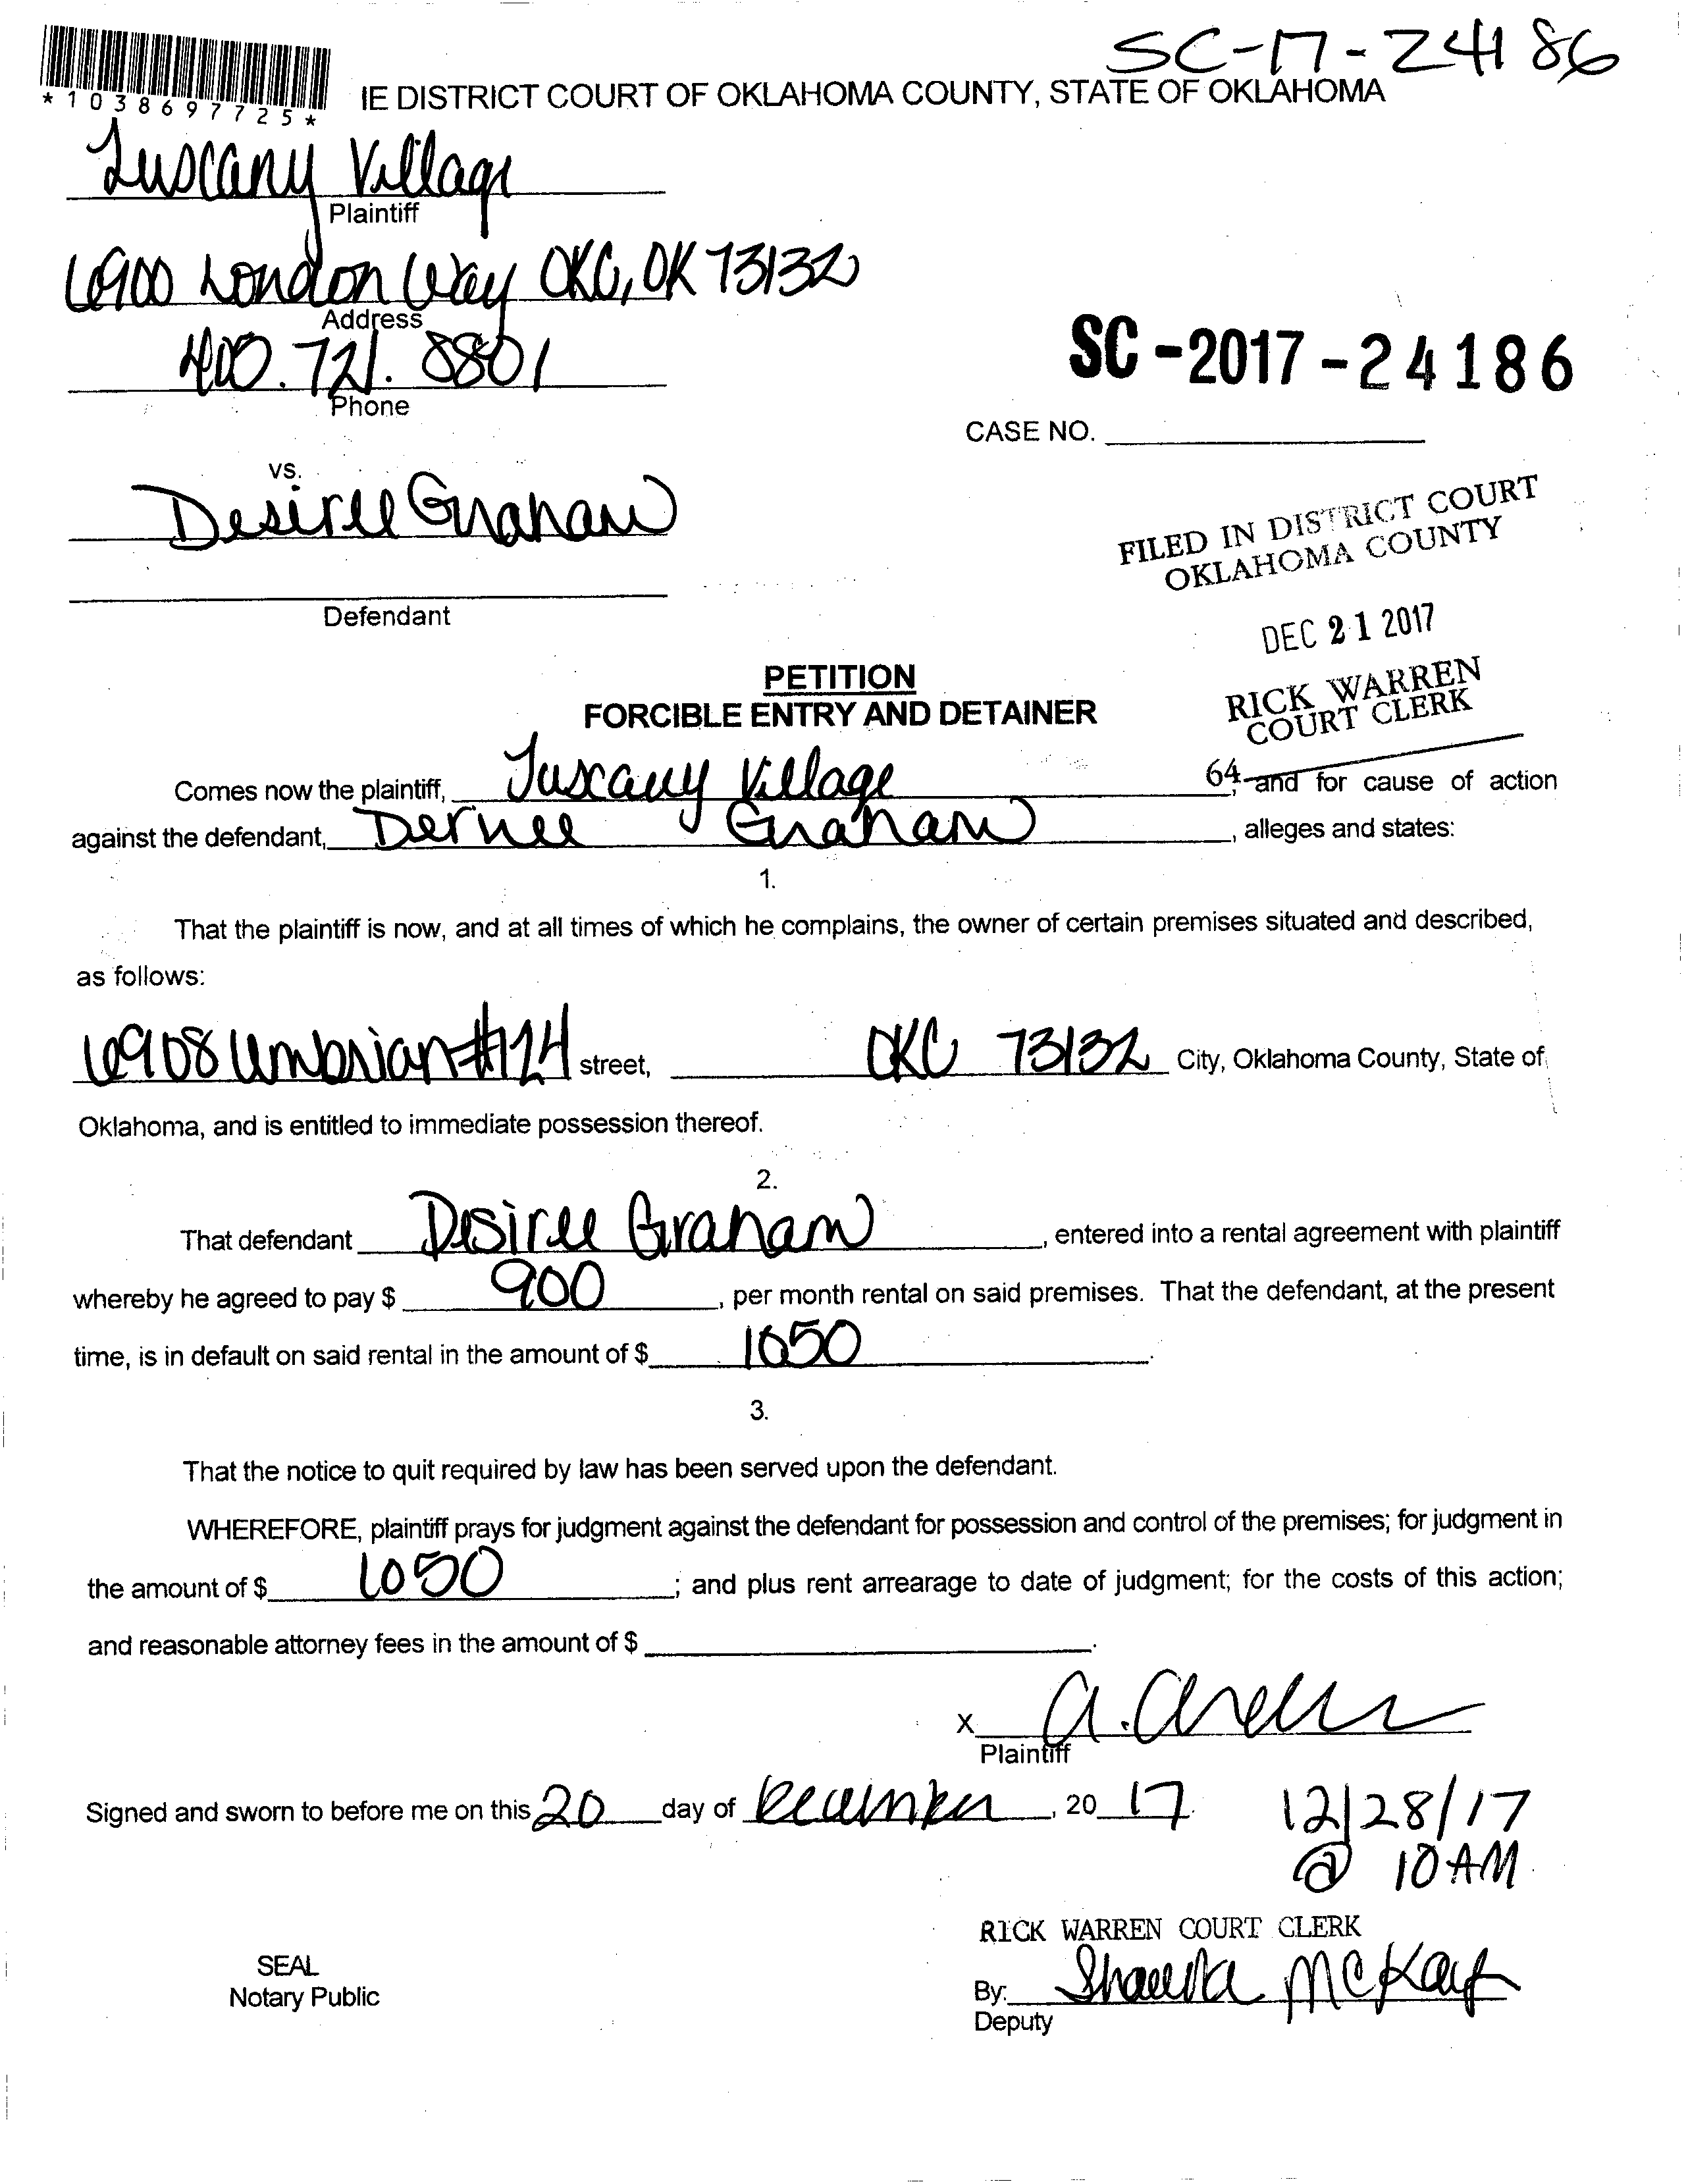 SC-17-24186
*1038697725*
IE DISTRICT COURT OF OKLAHOMA COUNTY, STATE OF OKLAHOMA
Tuscany Village
Plaintiff
6900 London Way OKC, OK 73132
Address
400.721.8801
Phone
SC-2017-24186
CASE NO.
vs.
Desiree Graham
Defendant
FILED IN DISTRICT COURT
OKLAHOMA COUNTY
DEC 21 2017
RICK WARREN
COURT CLERK
64
PETITION
FORCIBLE ENTRY AND DETAINER
Comes now the plaintiff, Tuscany Village, and for cause of action
against the defendant, Graham, alleges and states:
1.
That the plaintiff is now, and at all times of which he complains, the owner of certain premises situated and described,
as follows:
6908 Umbrian #124 street, OKC 73132 City, Oklahoma County, State of
Oklahoma, and is entitled to immediate possession thereof.
2.
That defendant Desiree Graham, entered into a rental agreement with plaintiff
whereby he agreed to pay $ 900, per month rental on said premises. That the defendant, at the present
time, is in default on said rental in the amount of $ 1050.
3.
That the notice to quit required by law has been served upon the defendant.
WHEREFORE, plaintiff prays for judgment against the defendant for possession and control of the premises; for judgment in
the amount of $ 1050; and plus rent arrearage to date of judgment; for the costs of this action;
and reasonable attorney fees in the amount of $ .
x
Plaintiff
Signed and sworn to before me on this 20 day of December, 20 17.
12/28/17
@ 10 AM
RICK WARREN COURT CLERK
SEAL
Notary Public
By: Shaunta McKay
Deputy